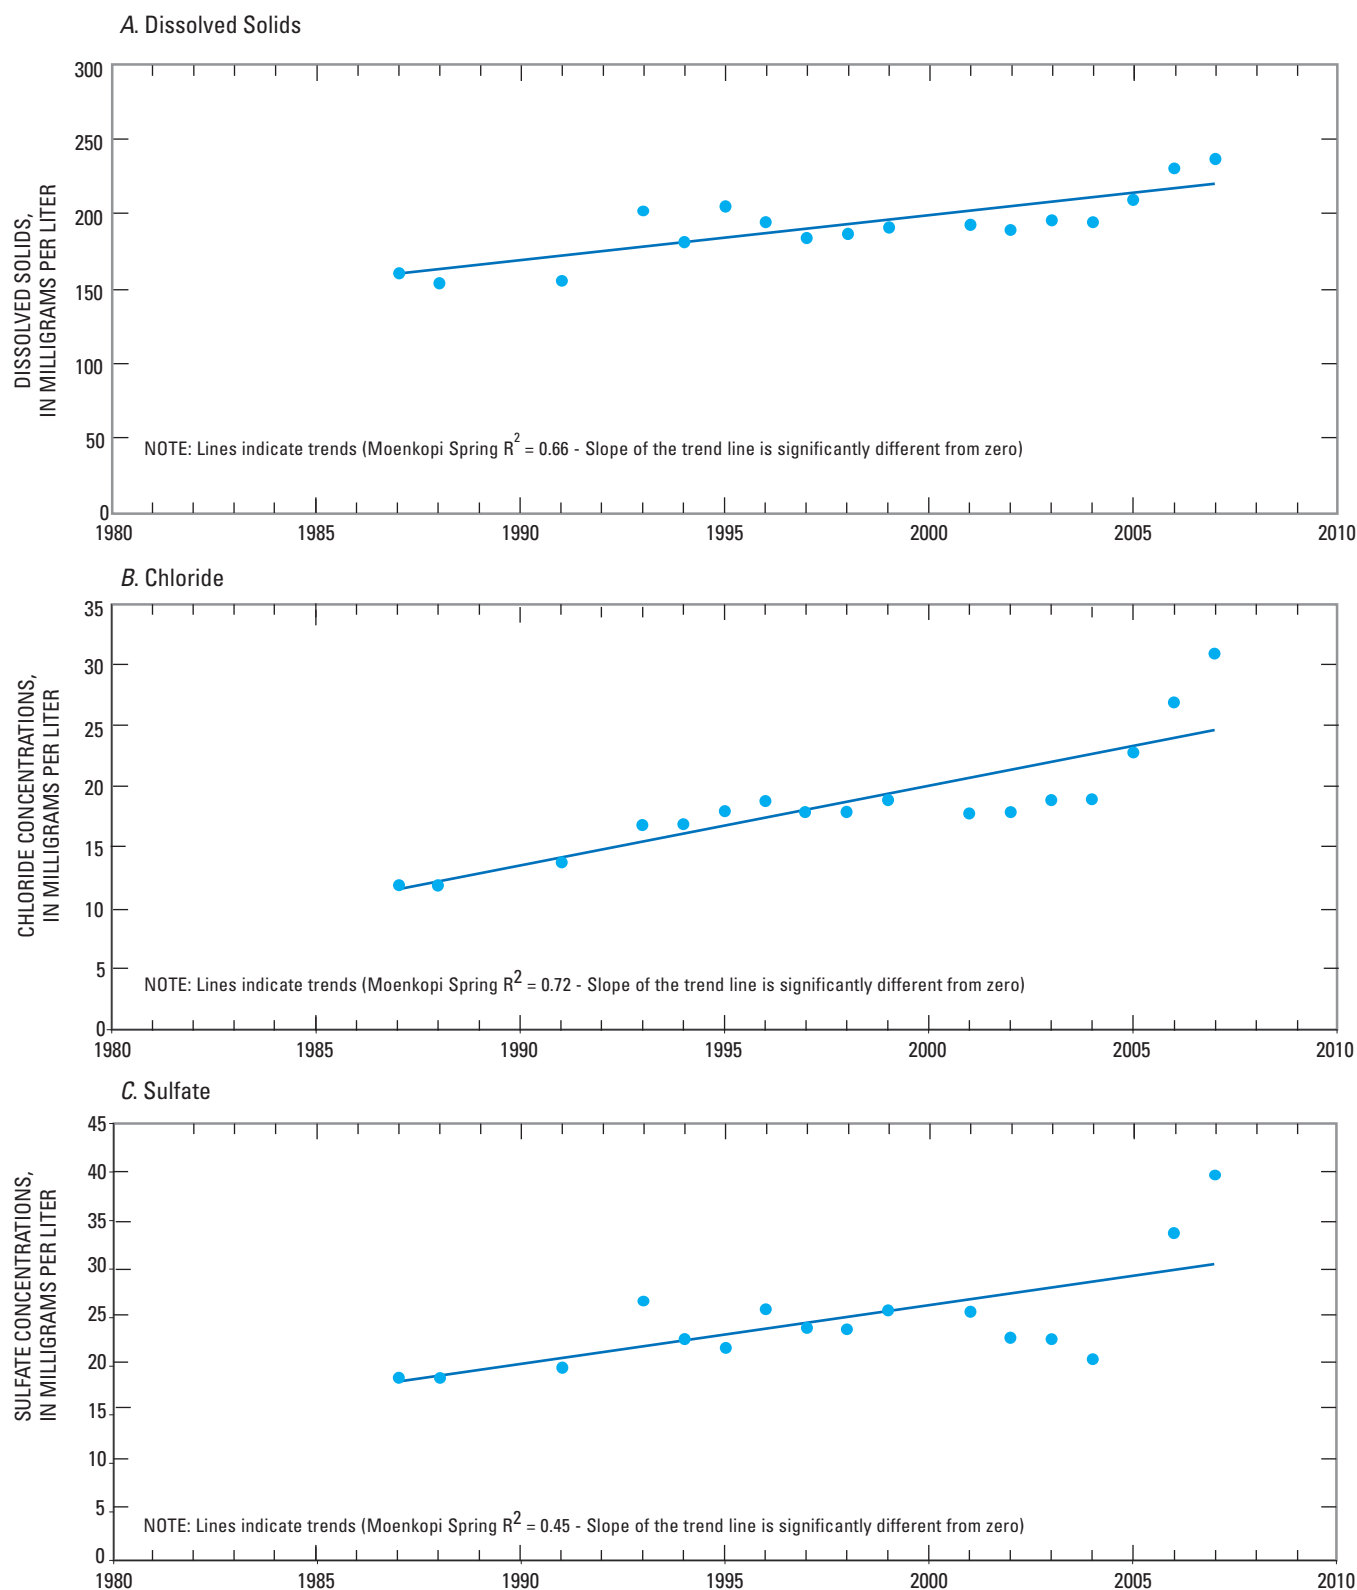 A. Dissolved Solids
300
250
200
150
100
50
0
DISSOLVED SOLIDS,
IN MILLIGRAMS PER LITER
NOTE: Lines indicate trends (Moenkopi Spring R² = 0.66 - Slope of the trend line is significantly different from zero)
1980 1985 1990 1995 2000 2005 2010
B. Chloride
35
30
25
20
15
10
5
0
CHLORIDE CONCENTRATIONS,
IN MILLIGRAMS PER LITER
NOTE: Lines indicate trends (Moenkopi Spring R² = 0.72 - Slope of the trend line is significantly different from zero)
1980 1985 1990 1995 2000 2005 2010
C. Sulfate
45
40
35
30
25
20
15
10
5
0
SULFATE CONCENTRATIONS,
IN MILLIGRAMS PER LITER
NOTE: Lines indicate trends (Moenkopi Spring R² = 0.45 - Slope of the trend line is significantly different from zero)
1980 1985 1990 1995 2000 2005 2010